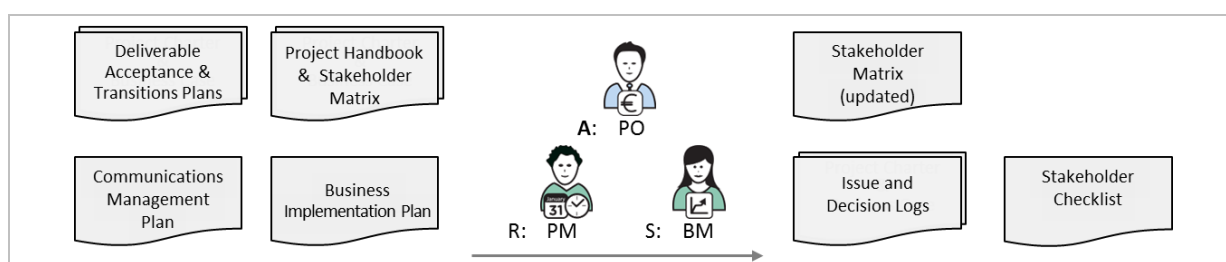 Deliverable
Acceptance &
Transitions Plans
Project Handbook
& Stakeholder
Matrix
A: PO
Stakeholder
Matrix
(updated)
Communications
Management
Plan
Business
Implementation Plan
January
31
R: PM
S: BM
Issue and
Decision Logs
Stakeholder
Checklist